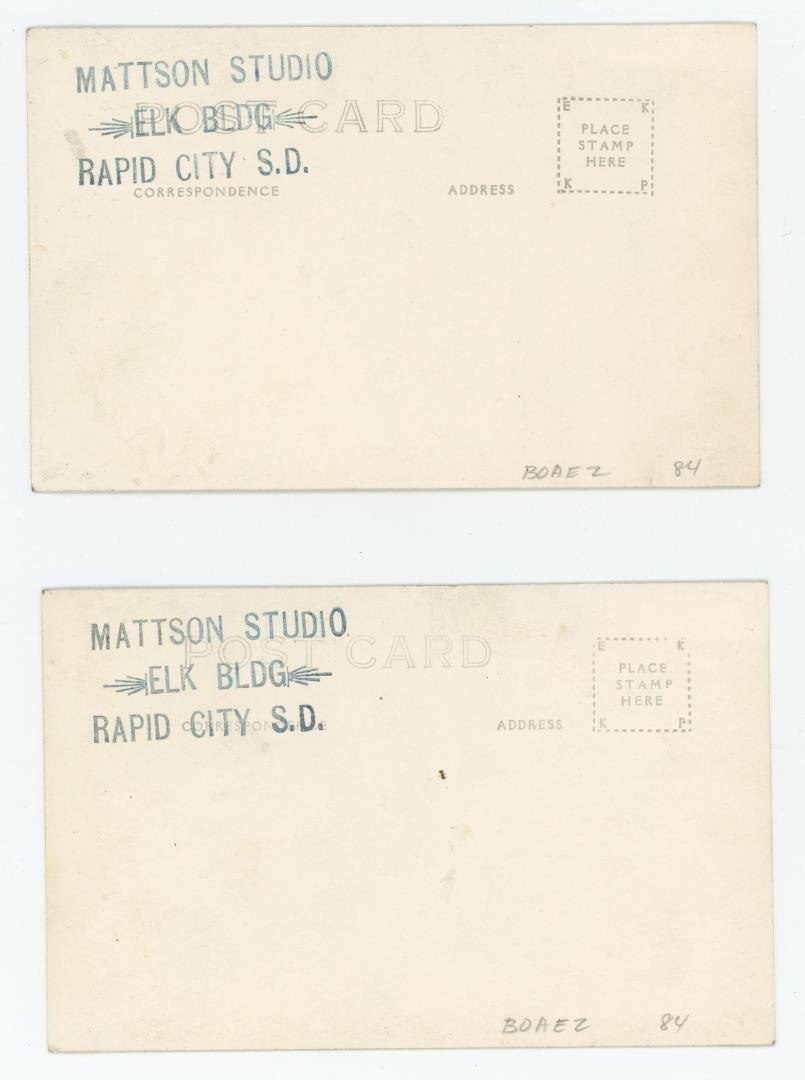 MATTSON STUDIO
POST CARD
ELK BLDG
RAPID CITY S.D.
CORRESPONDENCE
ADDRESS
E K
PLACE
STAMP
HERE
K P
BOAEZ 84
MATTSON STUDIO
POST CARD
ELK BLDG
RAPID CITY S.D.
CORRESPONDENCE
ADDRESS
E K
PLACE
STAMP
HERE
K P
BOAEZ 84